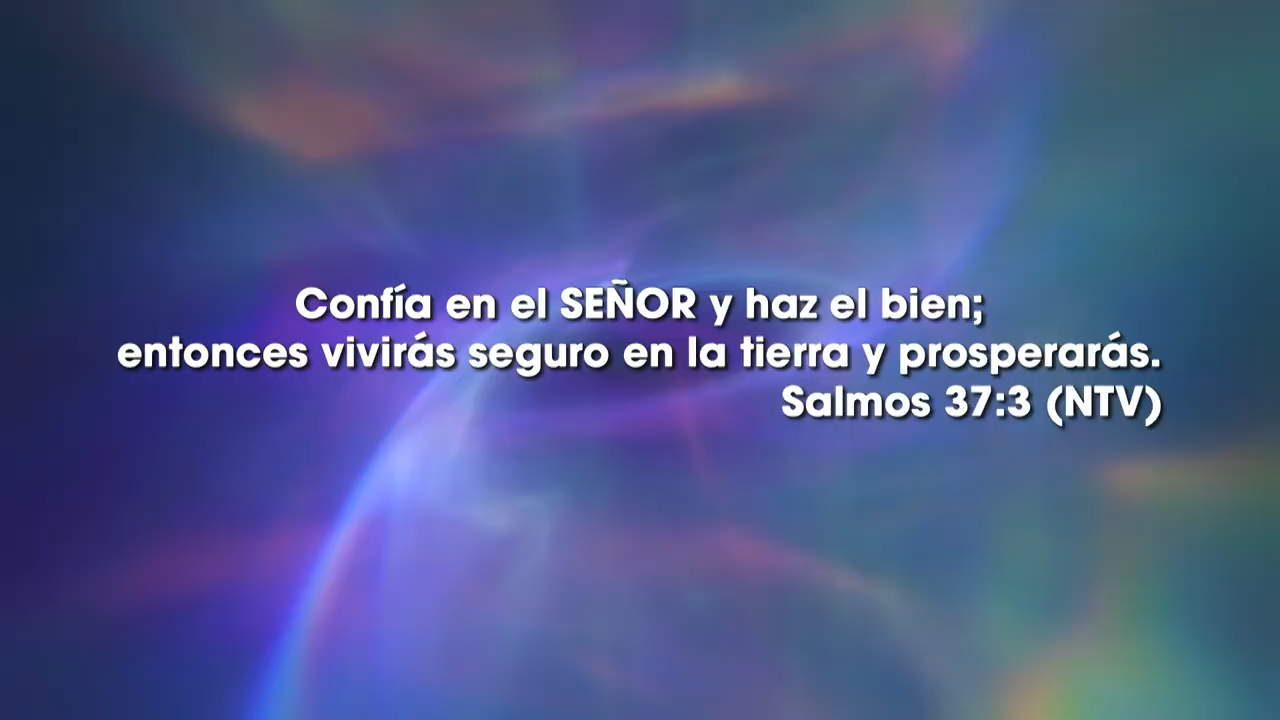 Confía en el SEÑOR y haz el bien;
entonces vivirás seguro en la tierra y prosperarás.
Salmos 37:3 (NTV)